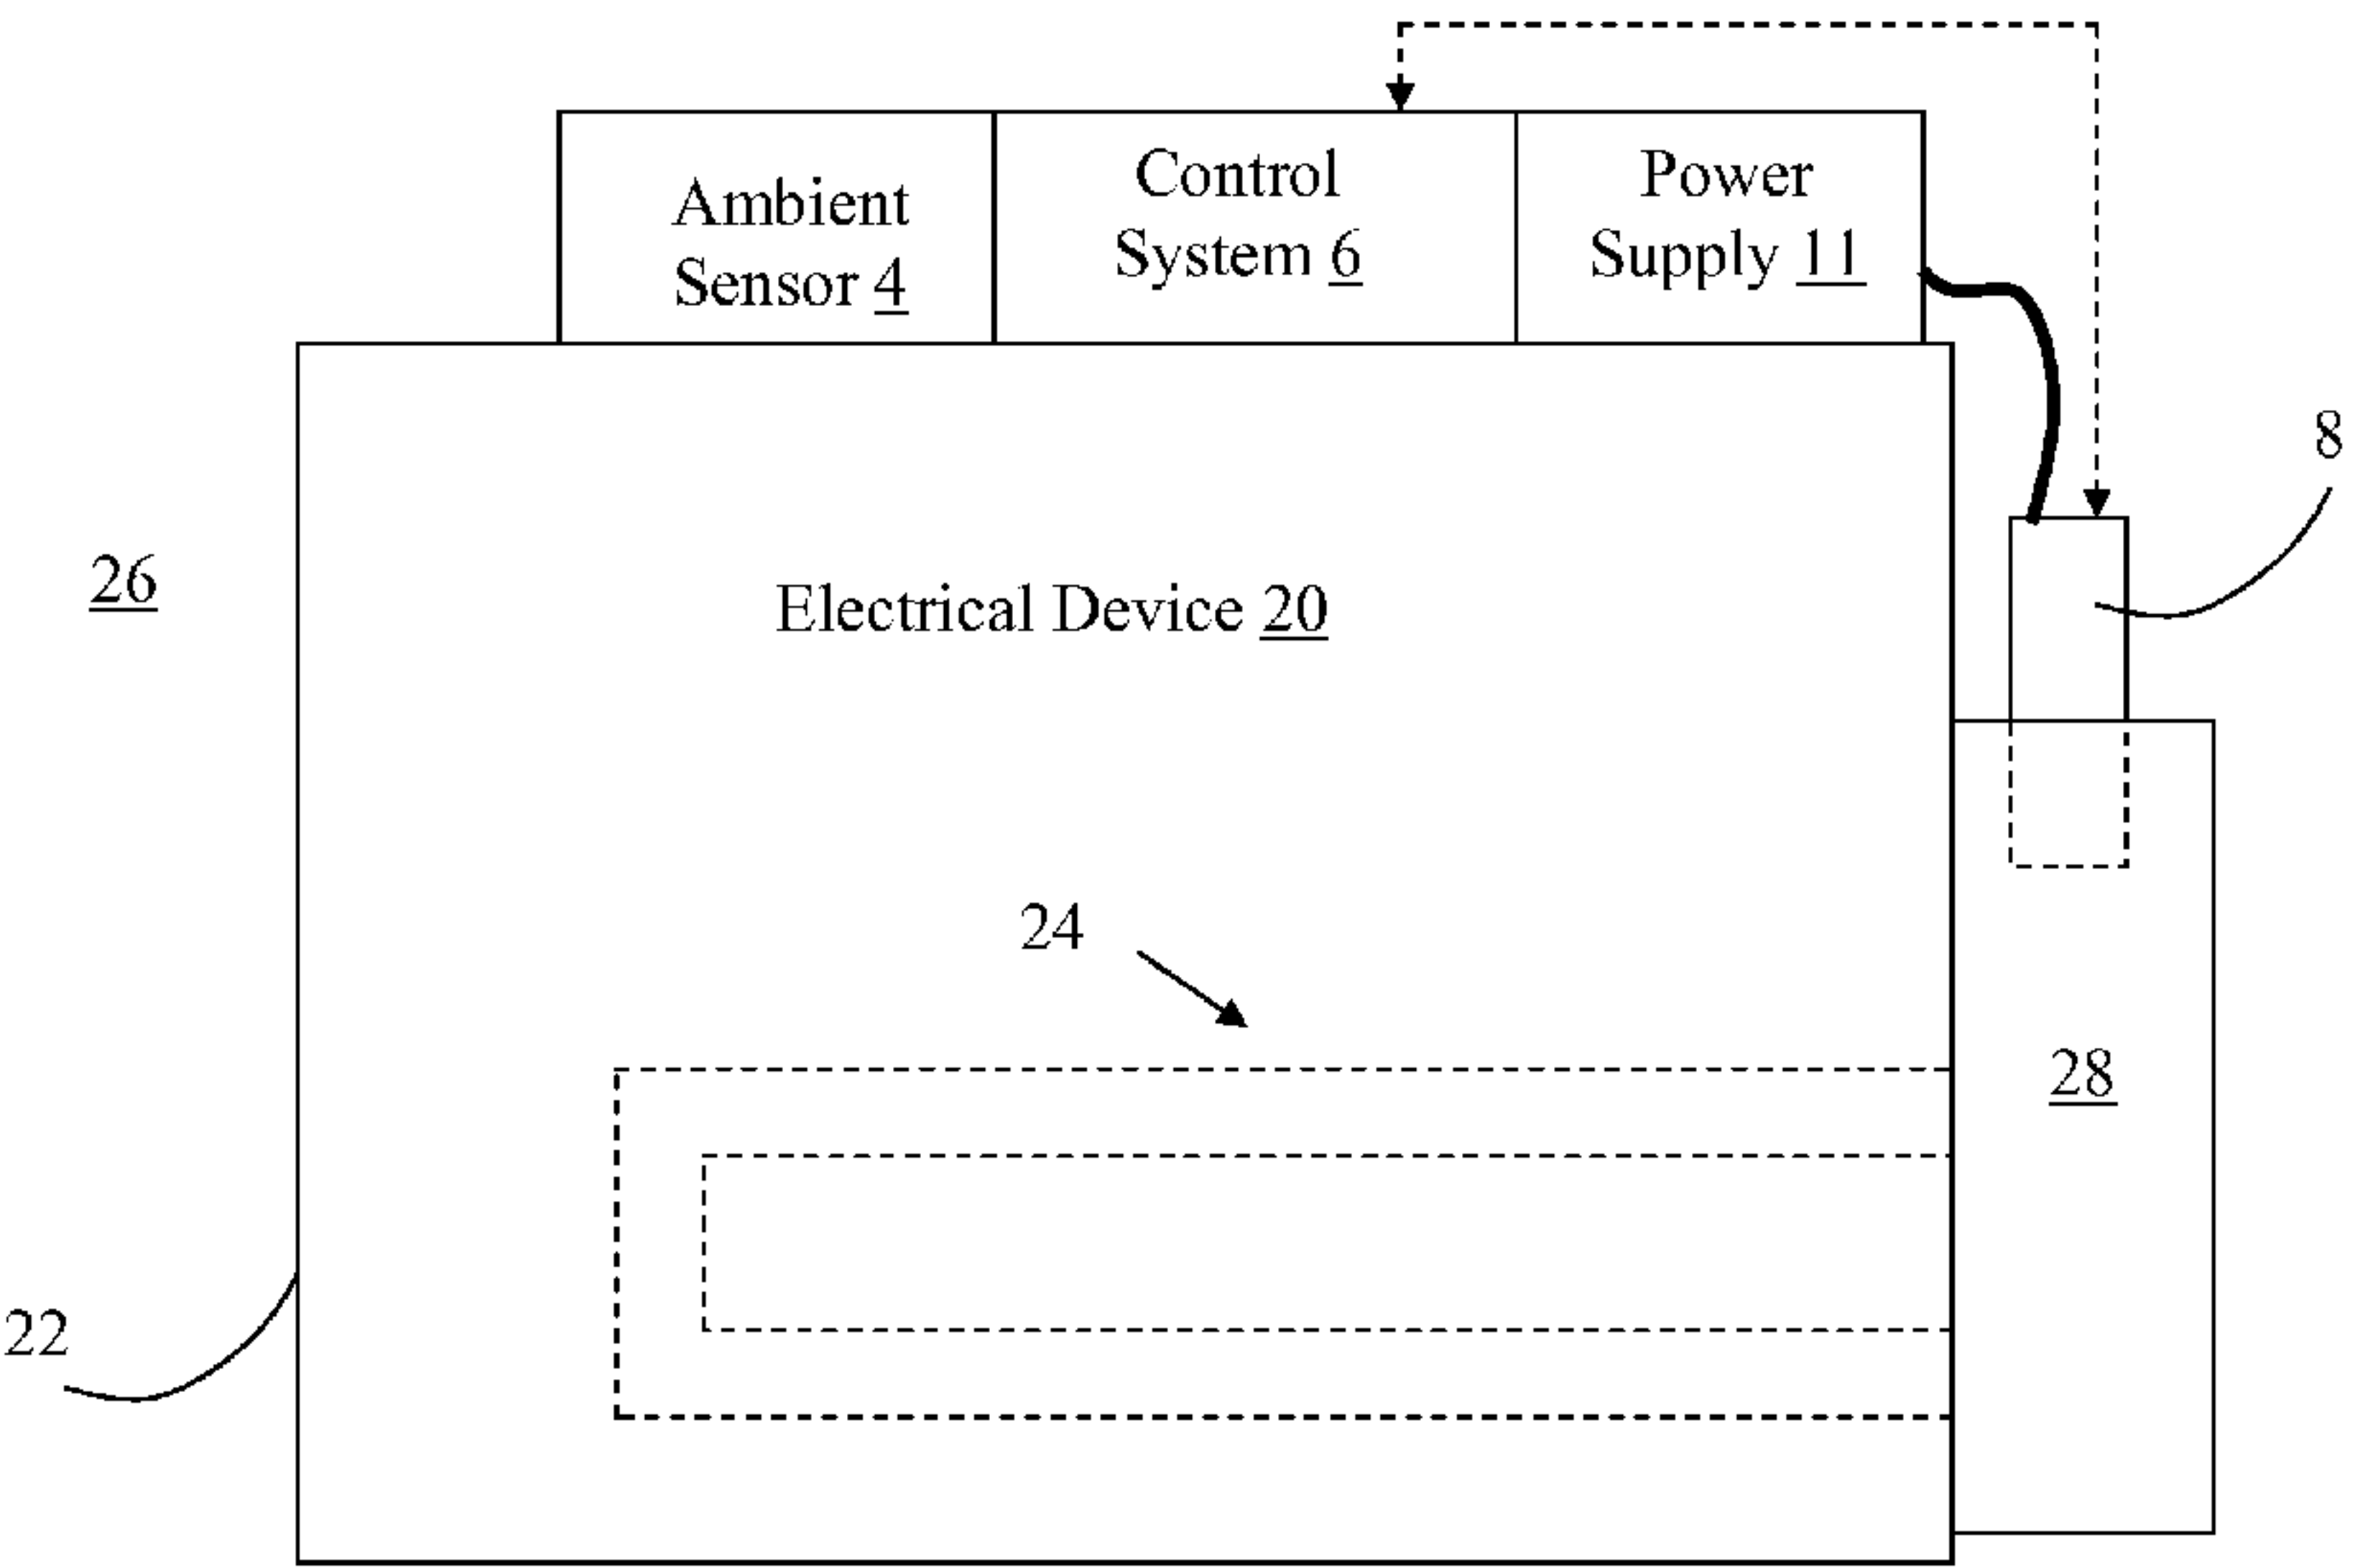 Ambient
Sensor 4
Control
System 6
Power
Supply 11
8
26
Electrical Device 20
24
28
22